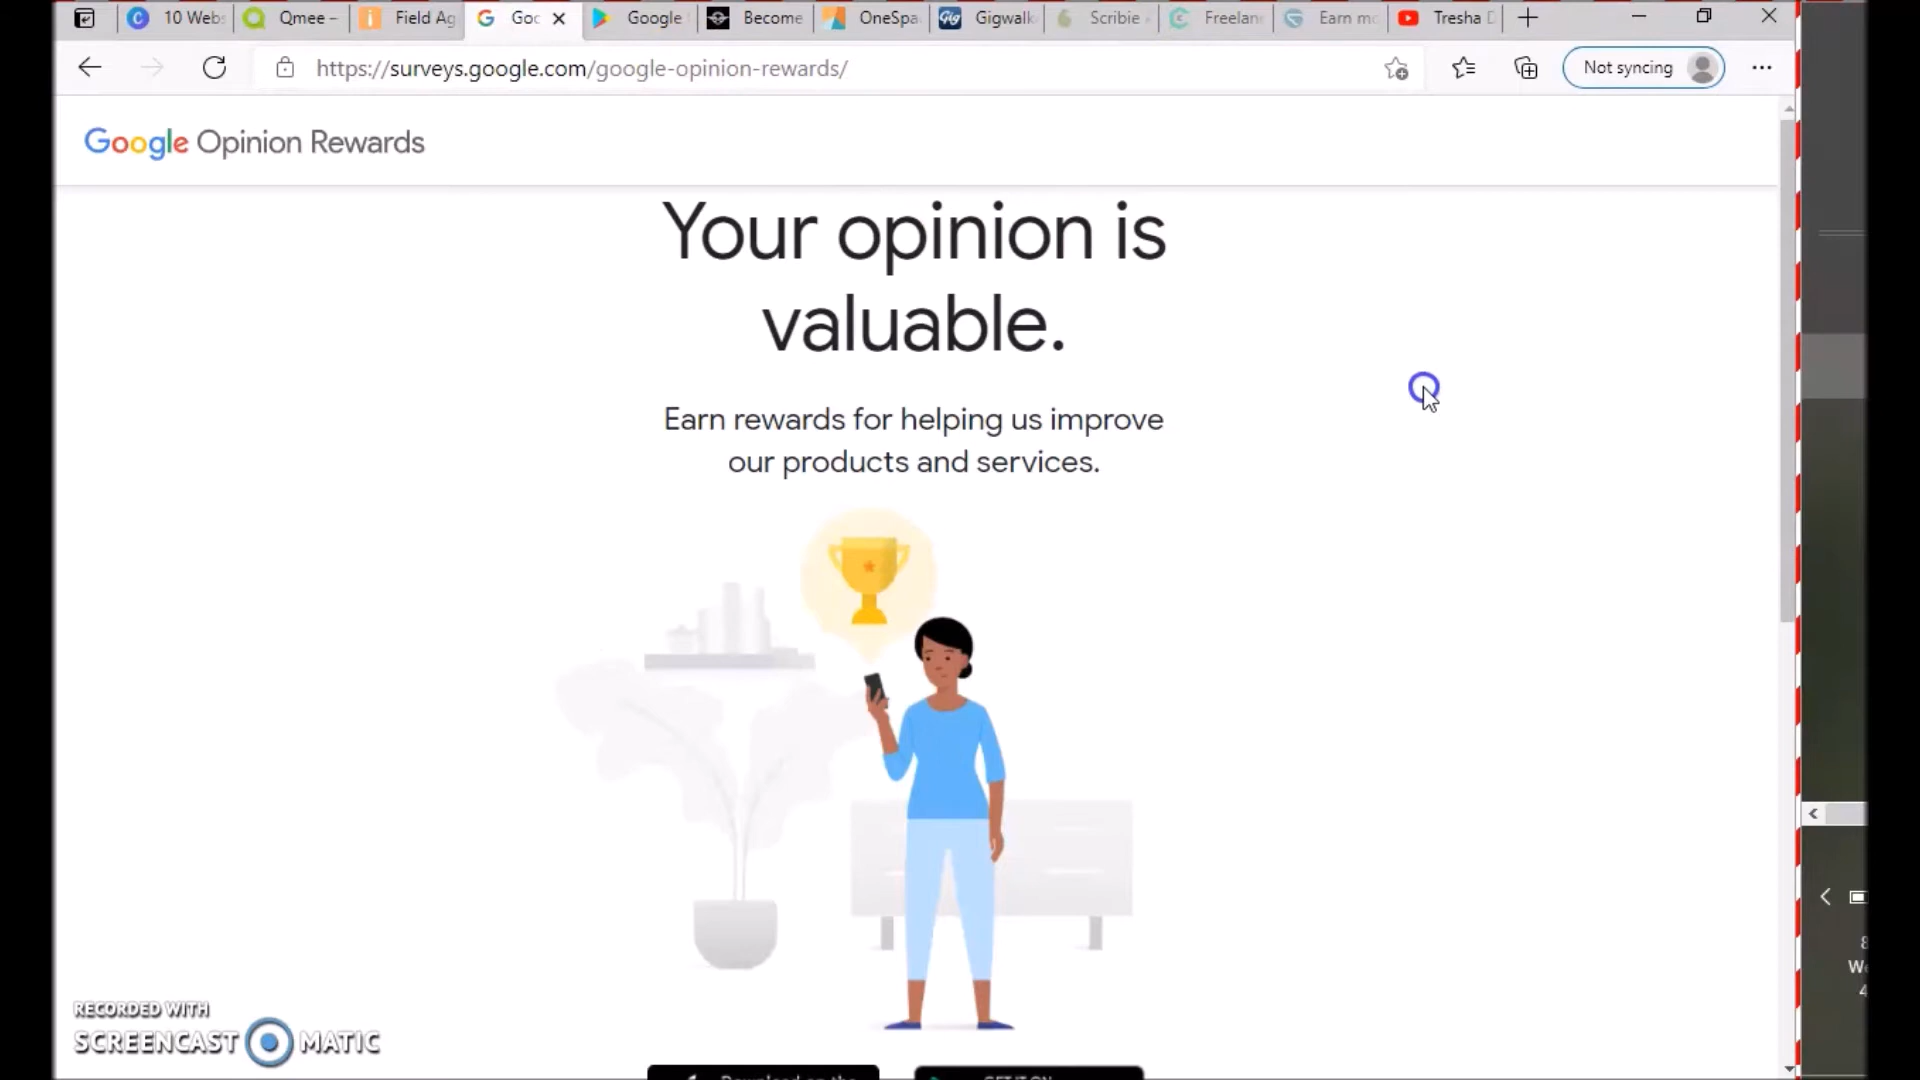 10 Webs
Qmee –
Field Ag
Goo
Google
Become
OneSpa
Gigwalk
Scribie
Freelan
Earn mo
Tresha D
https://surveys.google.com/google-opinion-rewards/
Not syncing
Google Opinion Rewards
Your opinion is
valuable.
Earn rewards for helping us improve
our products and services.
RECORDED WITH
SCREENCAST MATIC